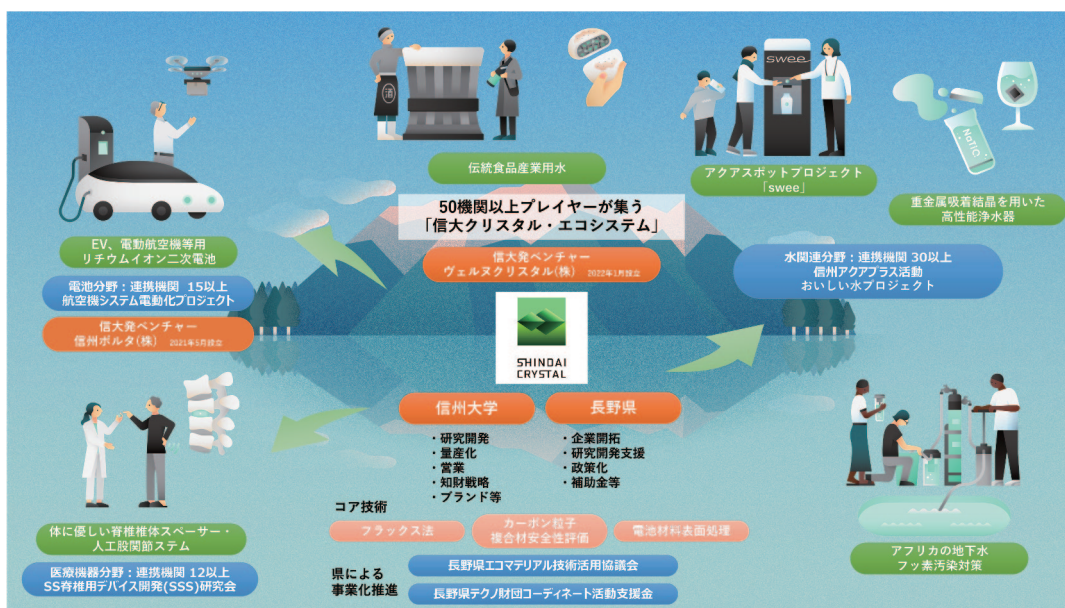 酒
swee
NaTiO
伝統食品産業用水
アクアスポットプロジェクト
「swee」
重金属吸着結晶を用いた
高性能浄水器
50機関以上プレイヤーが集う
「信大クリスタル・エコシステム」
信大発ベンチャー
ヴェルヌクリスタル(株) 2022年1月設立
EV、電動航空機等用
リチウムイオン二次電池
電池分野：連携機関 15以上
航空機システム電動化プロジェクト
信大発ベンチャー
信州ボルタ(株) 2021年5月設立
水関連分野：連携機関 30以上
信州アクアプラス活動
おいしい水プロジェクト
SHINDAI
CRYSTAL
信州大学
・研究開発
・量産化
・営業
・知財戦略
・ブランド等
長野県
・企業開拓
・研究開発支援
・政策化
・補助金等
コア技術
フラックス法
カーボン粒子
複合材安全性評価
電池材料表面処理
県による
事業化推進
長野県エコマテリアル技術活用協議会
長野県テクノ財団コーディネート活動支援金
体に優しい脊椎椎体スペーサー・
人工股関節ステム
医療機器分野：連携機関 12以上
SS脊椎用デバイス開発(SSS)研究会
アフリカの地下水
フッ素汚染対策